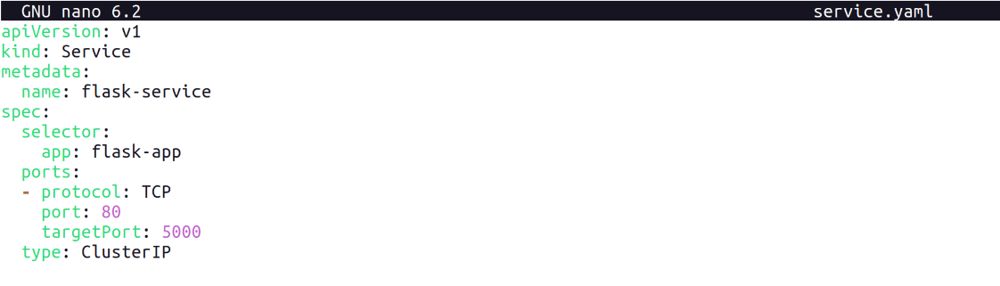 GNU nano 6.2 service.yaml
apiVersion: v1
kind: Service
metadata:
  name: flask-service
spec:
  selector:
    app: flask-app
  ports:
  - protocol: TCP
    port: 80
    targetPort: 5000
  type: ClusterIP